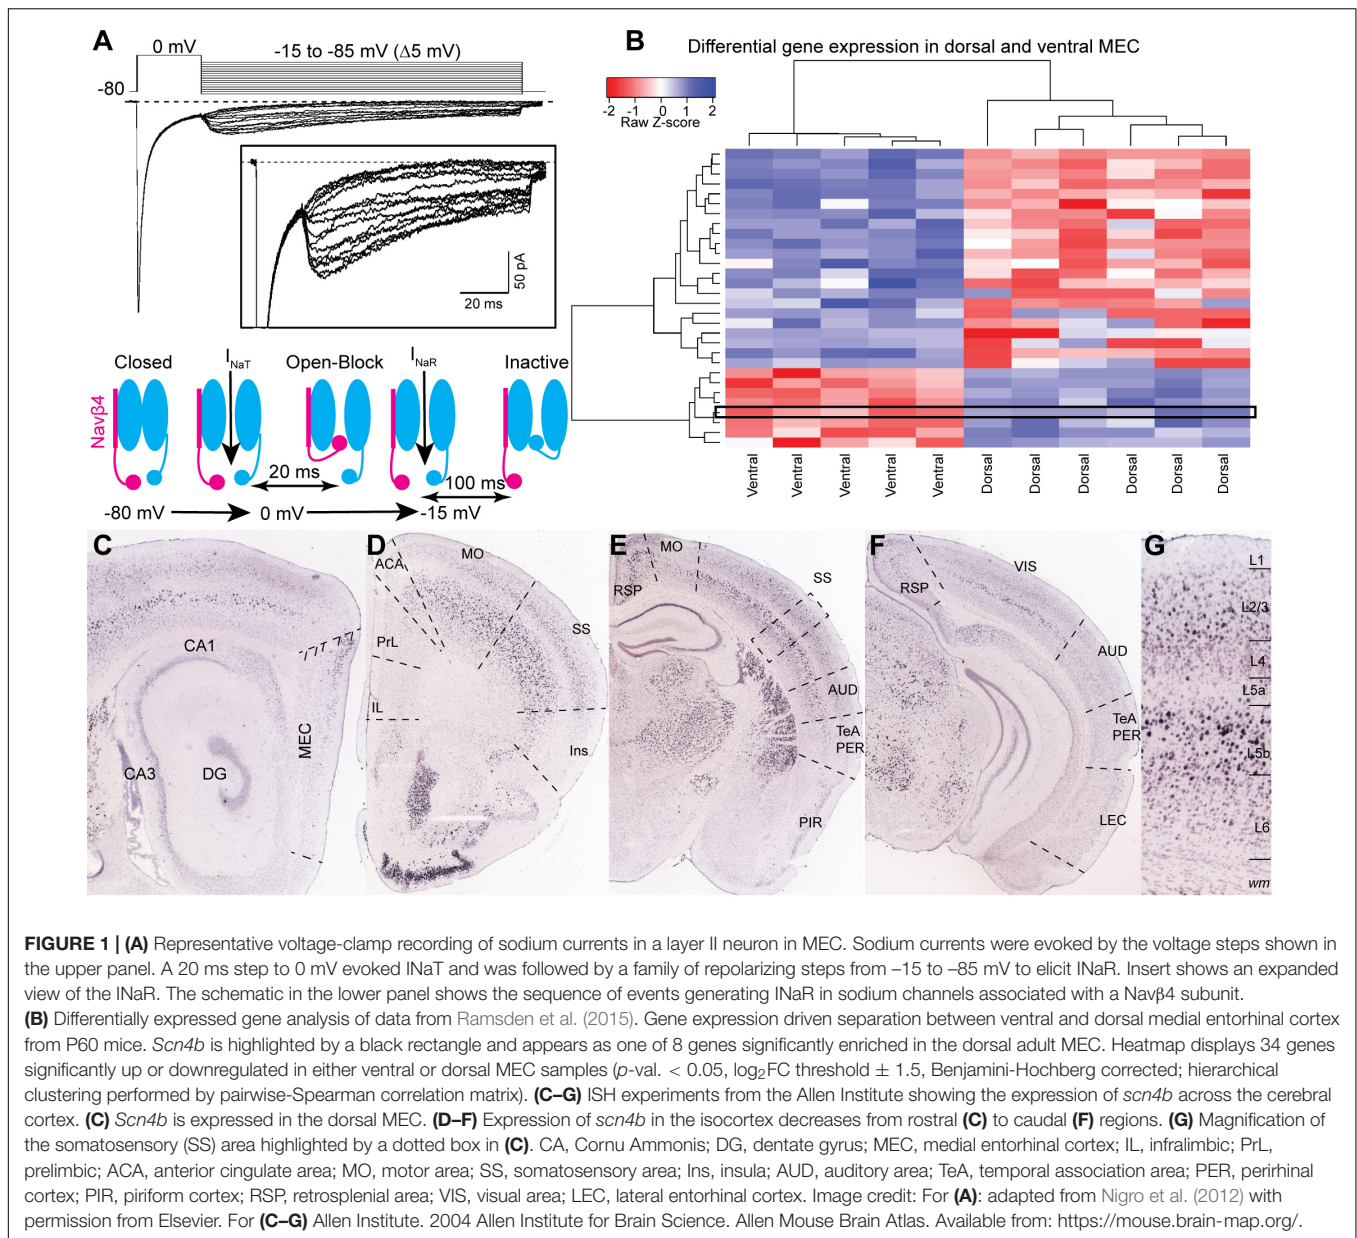 A
0 mV
-15 to -85 mV (Δ5 mV)
-80
50 pA
20 ms
Closed
I NaT
Open-Block
I NaR
Inactive
Navβ4
20 ms
100 ms
-80 mV
0 mV
-15 mV
B
Differential gene expression in dorsal and ventral MEC
-2 -1 0 1 2
Raw Z-score
Ventral
Ventral
Ventral
Ventral
Ventral
Dorsal
Dorsal
Dorsal
Dorsal
Dorsal
Dorsal
C
CA1
MEC
CA3
DG
D
ACA
MO
SS
PrL
IL
Ins
E
MO
RSP
SS
AUD
TeA
PER
PIR
F
VIS
RSP
AUD
TeA
PER
LEC
G
L1
L2/3
L4
L5a
L5b
L6
wm
FIGURE 1 | (A) Representative voltage-clamp recording of sodium currents in a layer II neuron in MEC. Sodium currents were evoked by the voltage steps shown in
the upper panel. A 20 ms step to 0 mV evoked INaT and was followed by a family of repolarizing steps from –15 to –85 mV to elicit INaR. Insert shows an expanded
view of the INaR. The schematic in the lower panel shows the sequence of events generating INaR in sodium channels associated with a Navβ4 subunit.
(B) Differentially expressed gene analysis of data from Ramsden et al. (2015). Gene expression driven separation between ventral and dorsal medial entorhinal cortex
from P60 mice. Scn4b is highlighted by a black rectangle and appears as one of 8 genes significantly enriched in the dorsal adult MEC. Heatmap displays 34 genes
significantly up or downregulated in either ventral or dorsal MEC samples (p-val. < 0.05, log₂FC threshold ± 1.5, Benjamini-Hochberg corrected; hierarchical
clustering performed by pairwise-Spearman correlation matrix). (C–G) ISH experiments from the Allen Institute showing the expression of scn4b across the cerebral
cortex. (C) Scn4b is expressed in the dorsal MEC. (D–F) Expression of scn4b in the isocortex decreases from rostral (C) to caudal (F) regions. (G) Magnification of
the somatosensory (SS) area highlighted by a dotted box in (C). CA, Cornu Ammonis; DG, dentate gyrus; MEC, medial entorhinal cortex; IL, infralimbic; PrL,
prelimbic; ACA, anterior cingulate area; MO, motor area; SS, somatosensory area; Ins, insula; AUD, auditory area; TeA, temporal association area; PER, perirhinal
cortex; PIR, piriform cortex; RSP, retrosplenial area; VIS, visual area; LEC, lateral entorhinal cortex. Image credit: For (A): adapted from Nigro et al. (2012) with
permission from Elsevier. For (C–G) Allen Institute. 2004 Allen Institute for Brain Science. Allen Mouse Brain Atlas. Available from: https://mouse.brain-map.org/.